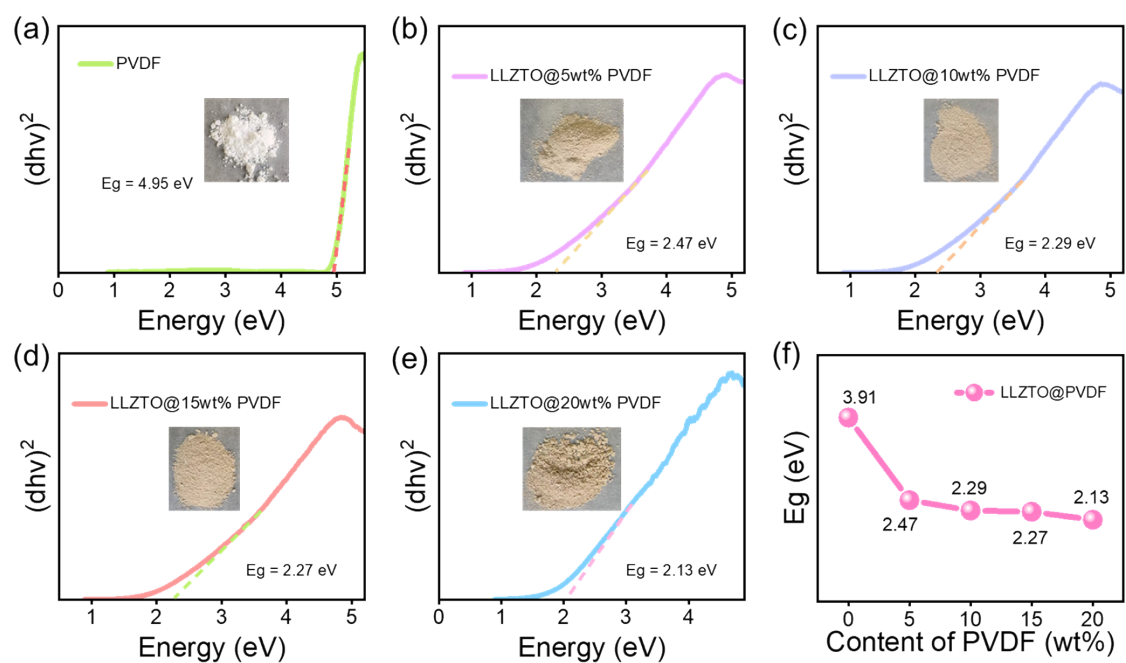 (a)
PVDF
Eg = 4.95 eV
(dhv)²
0 1 2 3 4 5
Energy (eV)
(b)
LLZTO@5wt% PVDF
Eg = 2.47 eV
(dhv)²
1 2 3 4 5
Energy (eV)
(c)
LLZTO@10wt% PVDF
Eg = 2.29 eV
(dhv)²
1 2 3 4 5
Energy (eV)
(d)
LLZTO@15wt% PVDF
Eg = 2.27 eV
(dhv)²
1 2 3 4 5
Energy (eV)
(e)
LLZTO@20wt% PVDF
Eg = 2.13 eV
(dhv)²
0 1 2 3 4
Energy (eV)
(f)
LLZTO@PVDF
3.91
2.47
2.29
2.27
2.13
Eg (eV)
0 5 10 15 20
Content of PVDF (wt%)